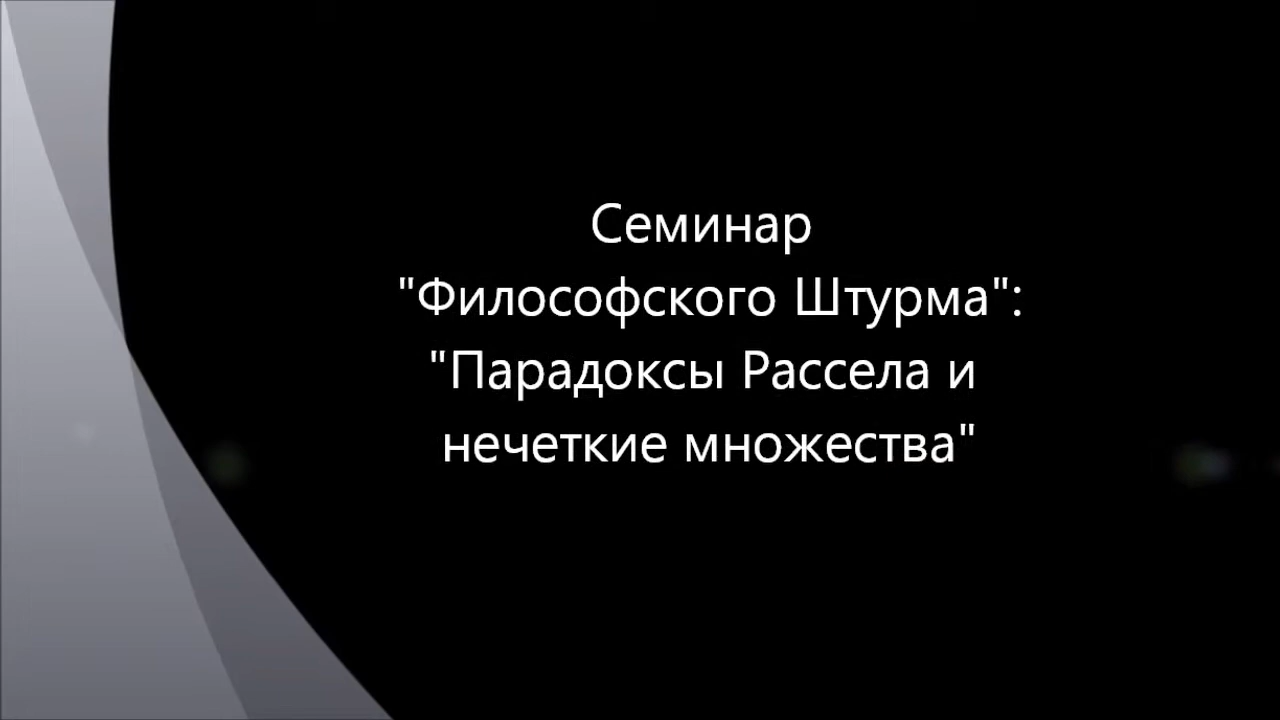 Семинар
"Философского Штурма":
"Парадоксы Рассела и
нечеткие множества"